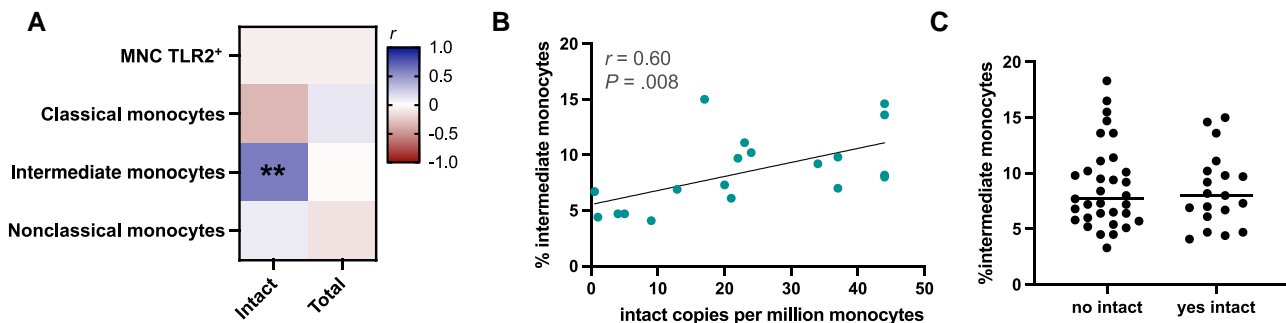 A
MNC TLR2+
Classical monocytes
Intermediate monocytes
Nonclassical monocytes
**
Intact
Total
r
1.0
0.5
0
-0.5
-1.0
B
% intermediate monocytes
20
15
10
5
0
r = 0.60
P = .008
0
10
20
30
40
50
intact copies per million monocytes
C
%intermediate monocytes
20
15
10
5
0
no intact
yes intact